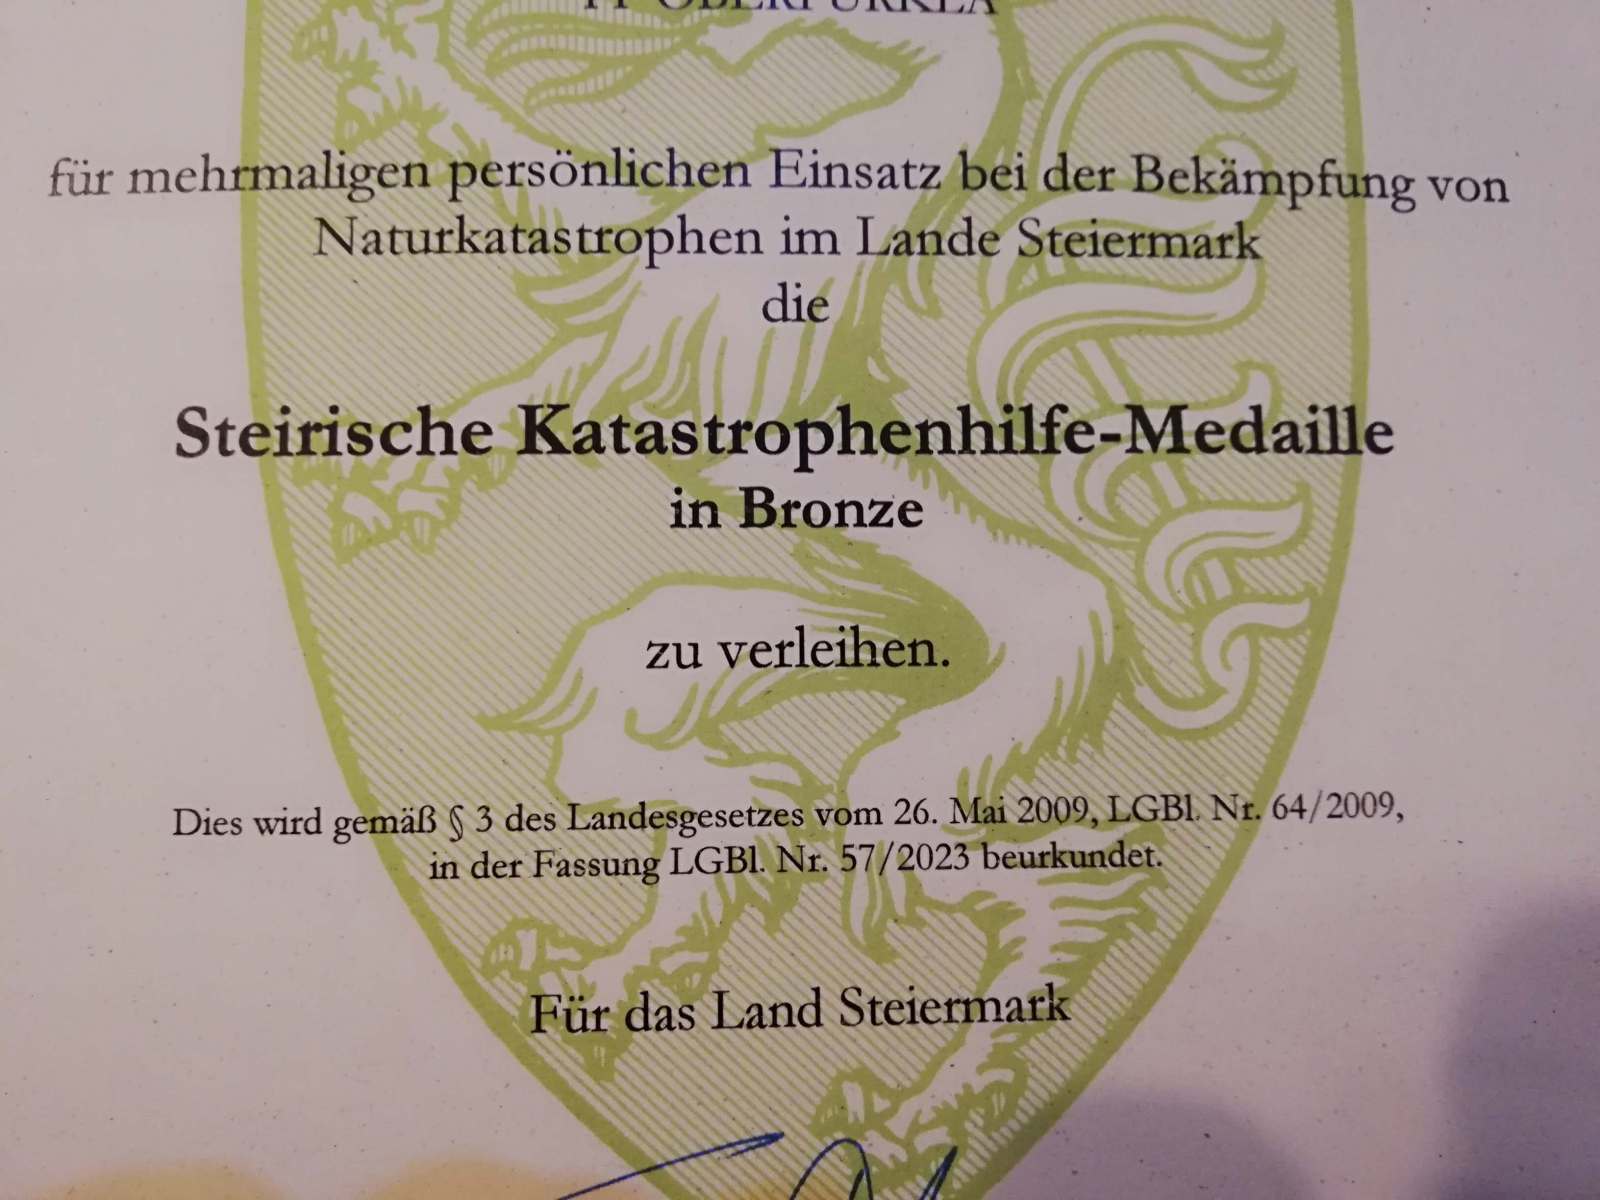 FF OBERPURKLA
für mehrmaligen persönlichen Einsatz bei der Bekämpfung von
Naturkatastrophen im Lande Steiermark
die
Steirische Katastrophenhilfe-Medaille
in Bronze
zu verleihen.
Dies wird gemäß § 3 des Landesgesetzes vom 26. Mai 2009, LGBl. Nr. 64/2009,
in der Fassung LGBl. Nr. 57/2023 beurkundet.
Für das Land Steiermark